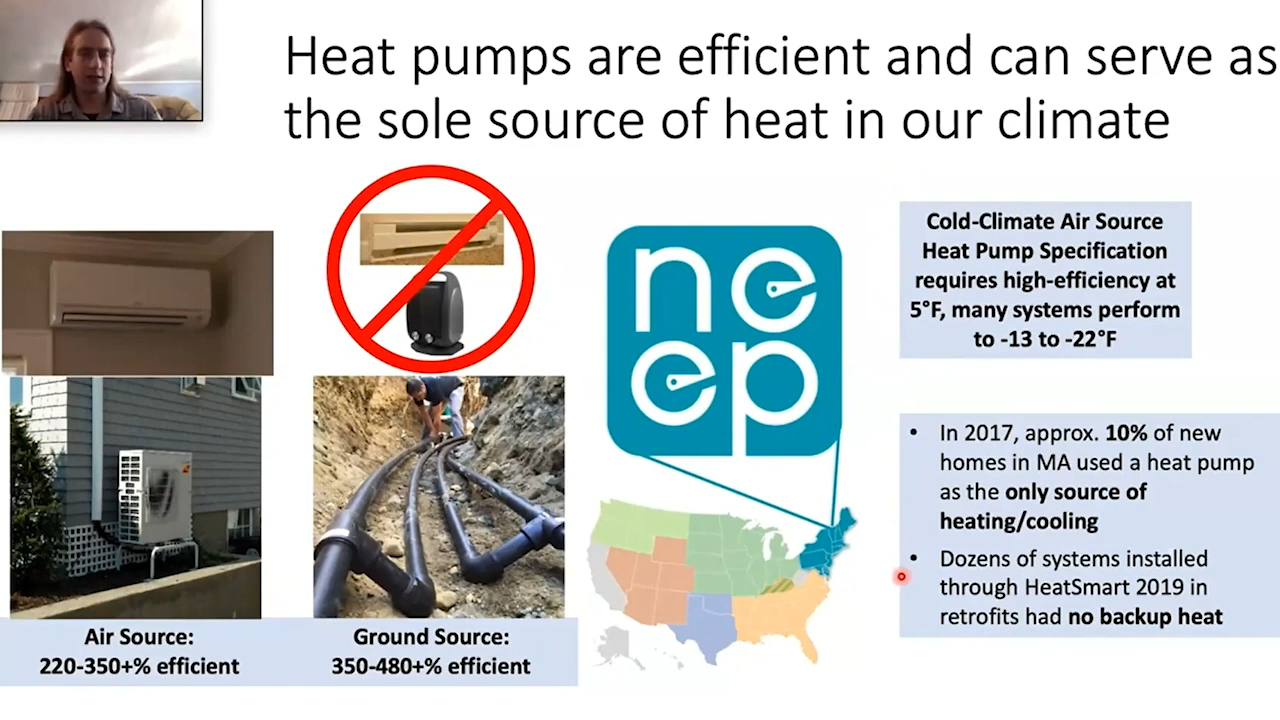 Heat pumps are efficient and can serve as
the sole source of heat in our climate
neep
Cold-Climate Air Source
Heat Pump Specification
requires high-efficiency at
5°F, many systems perform
to -13 to -22°F
• In 2017, approx. 10% of new
homes in MA used a heat pump
as the only source of
heating/cooling
• Dozens of systems installed
through HeatSmart 2019 in
retrofits had no backup heat
Air Source:
220-350+% efficient
Ground Source:
350-480+% efficient